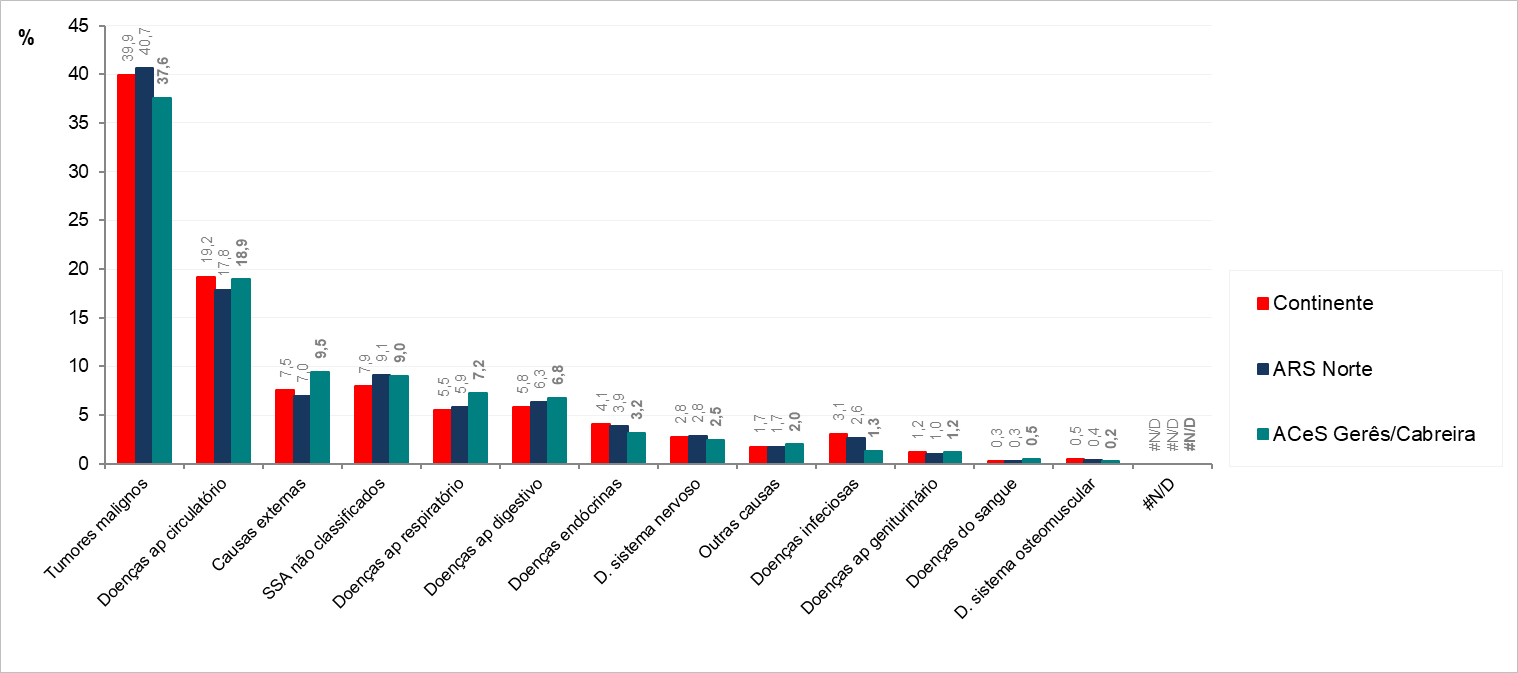 %
45
40
35
30
25
20
15
10
5
0
39,9
40,7
37,6
19,2
17,8
18,9
7,5
7,0
9,5
7,9
9,1
9,0
5,5
5,9
7,2
5,8
6,3
6,8
4,1
3,9
3,2
2,8
2,8
2,5
1,7
1,7
2,0
3,1
2,6
1,3
1,2
1,0
1,2
0,3
0,3
0,5
0,5
0,4
0,2
#N/D
#N/D
#N/D
Tumores malignos
Doenças ap circulatório
Causas externas
SSA não classificados
Doenças ap respiratório
Doenças ap digestivo
Doenças endócrinas
D. sistema nervoso
Outras causas
Doenças infeciosas
Doenças ap geniturinário
Doenças do sangue
D. sistema osteomuscular
#N/D
Continente
ARS Norte
ACeS Gerês/Cabreira